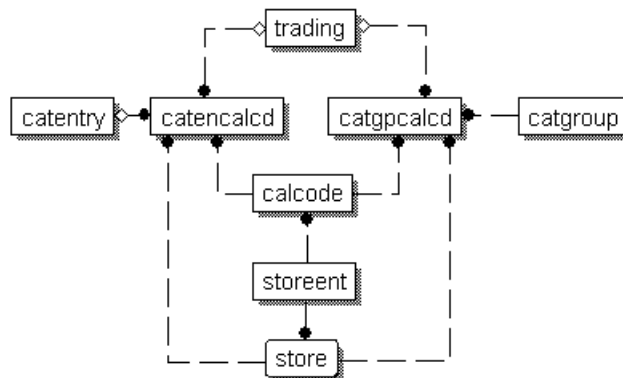 trading
catentry
catencalcd
catgpcalcd
catgroup
calcode
storeent
store